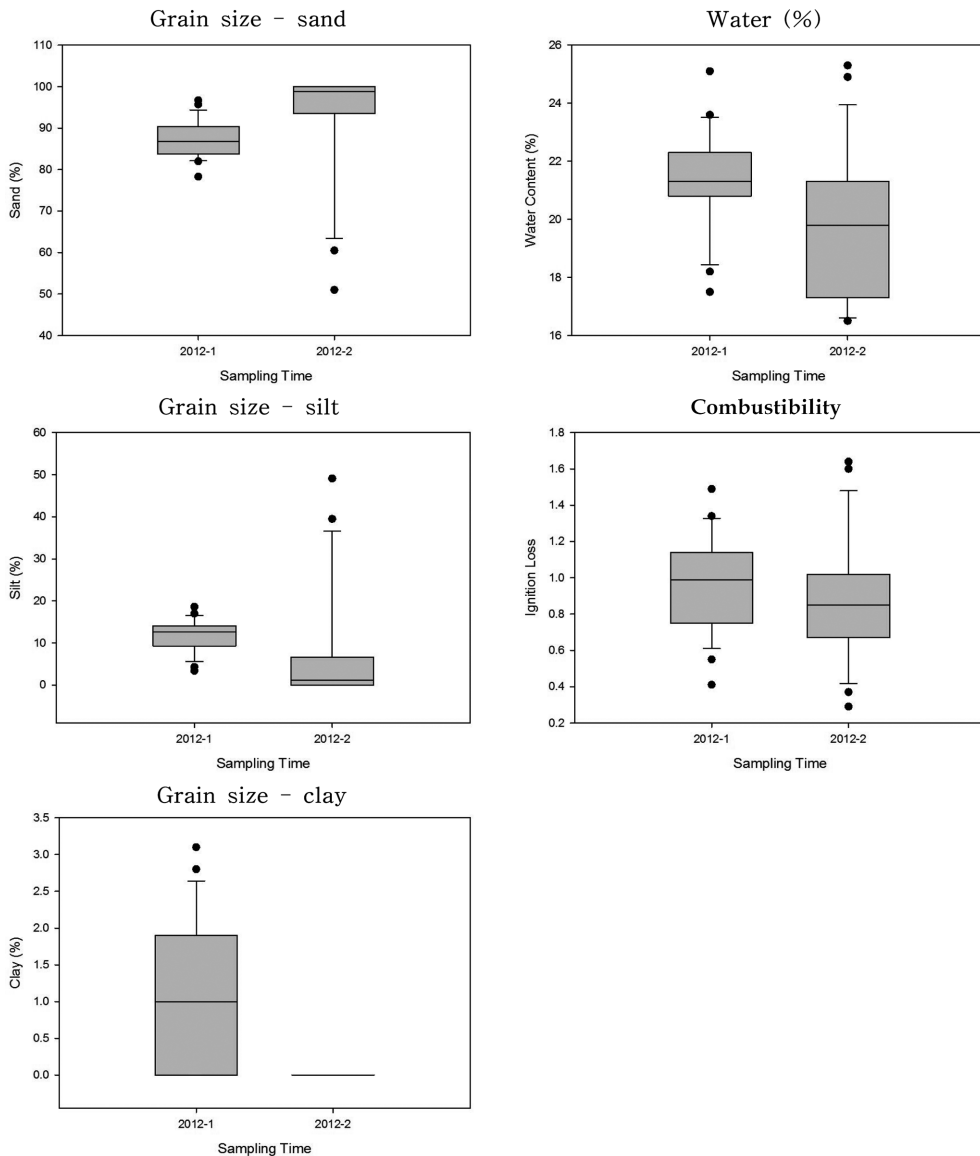 Grain size - sand
110
100
90
80
70
60
50
40
Sand (%)
2012-1 2012-2
Sampling Time
Water (%)
26
24
22
20
18
16
Water Content (%)
2012-1 2012-2
Sampling Time
Grain size - silt
60
50
40
30
20
10
0
Silt (%)
2012-1 2012-2
Sampling Time
Combustibility
1.8
1.6
1.4
1.2
1.0
0.8
0.6
0.4
0.2
Ignition Loss
2012-1 2012-2
Sampling Time
Grain size - clay
3.5
3.0
2.5
2.0
1.5
1.0
0.5
0.0
Clay (%)
2012-1 2012-2
Sampling Time